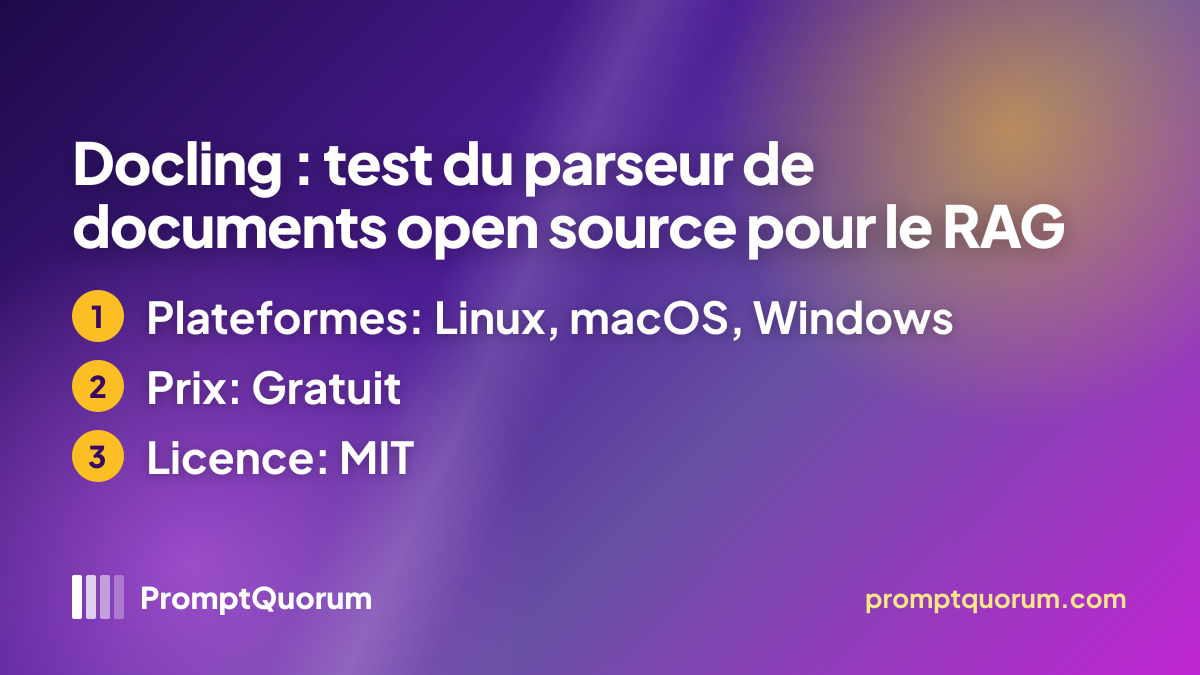 Docling : test du parseur de
documents open source pour le RAG
1 Plateformes: Linux, macOS, Windows
2 Prix: Gratuit
3 Licence: MIT
PromptQuorum
promptquorum.com